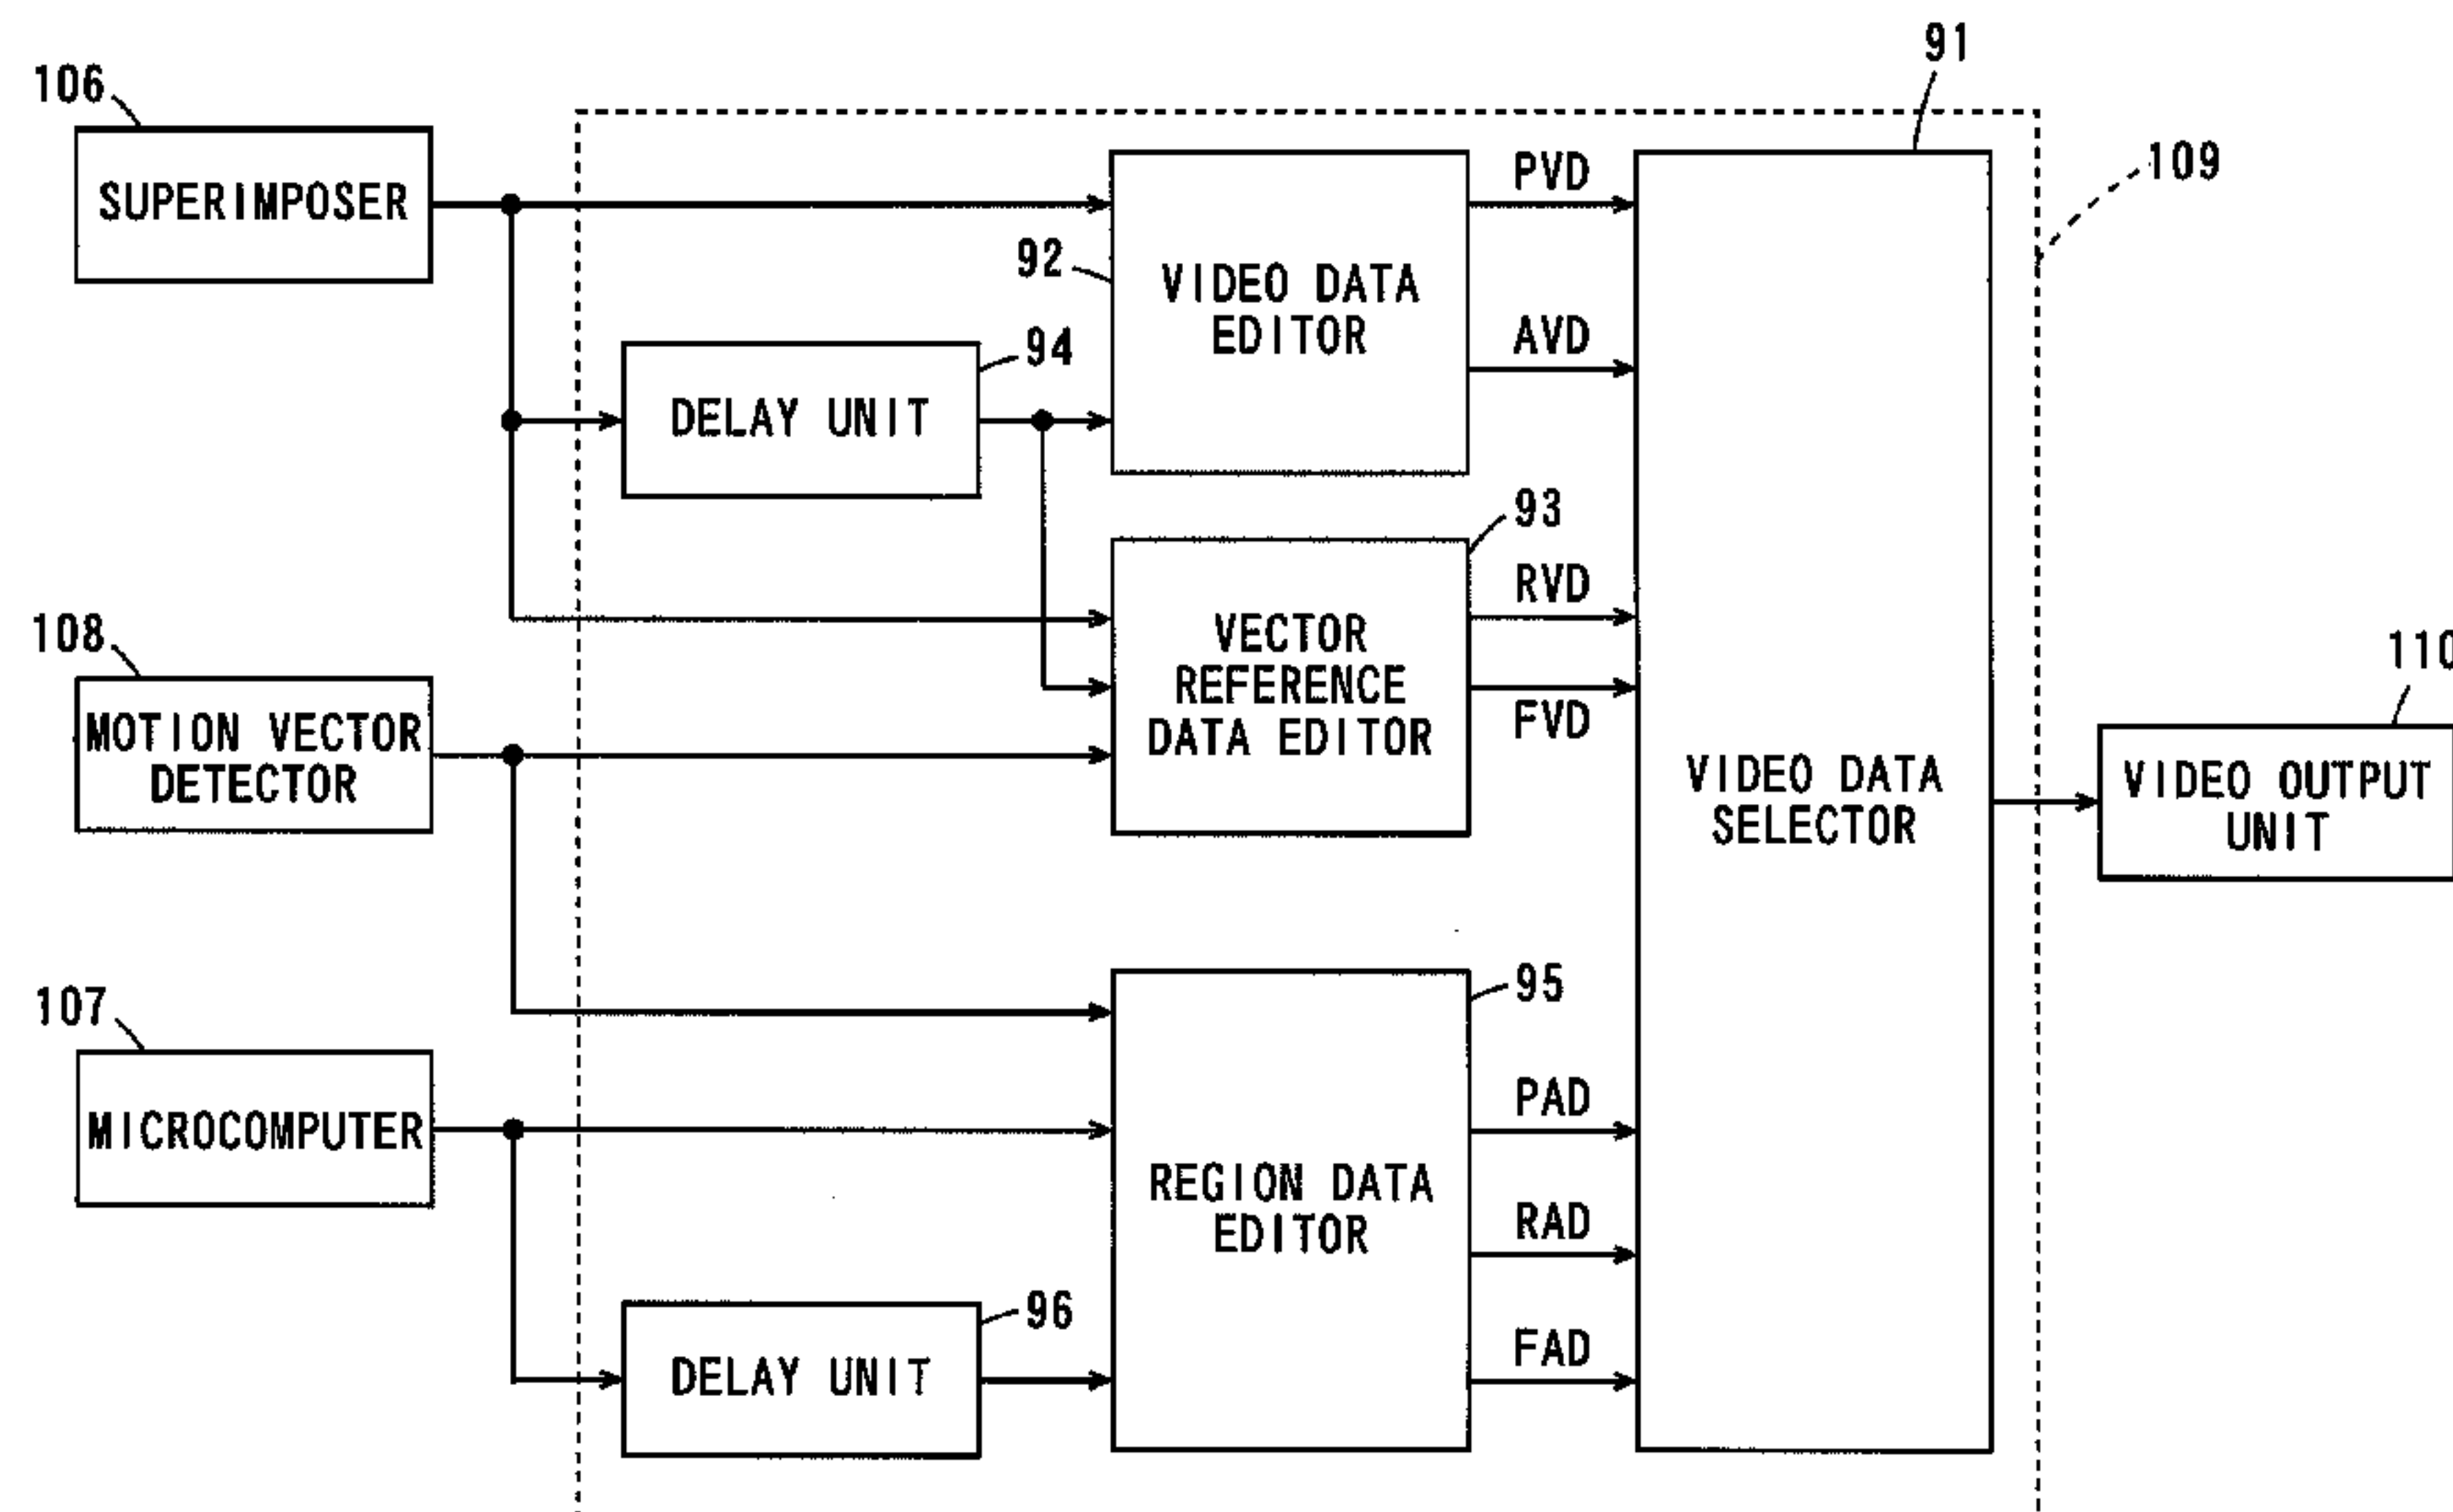 91
106
109
SUPERIMPOSER
PVD
92
VIDEO DATA
EDITOR
AVD
94
DELAY UNIT
93
RVD
108
VECTOR
REFERENCE
DATA EDITOR
FVD
110
MOTION VECTOR
DETECTOR
VIDEO DATA
SELECTOR
VIDEO OUTPUT
UNIT
95
107
PAD
MICROCOMPUTER
REGION DATA
EDITOR
RAD
96
FAD
DELAY UNIT